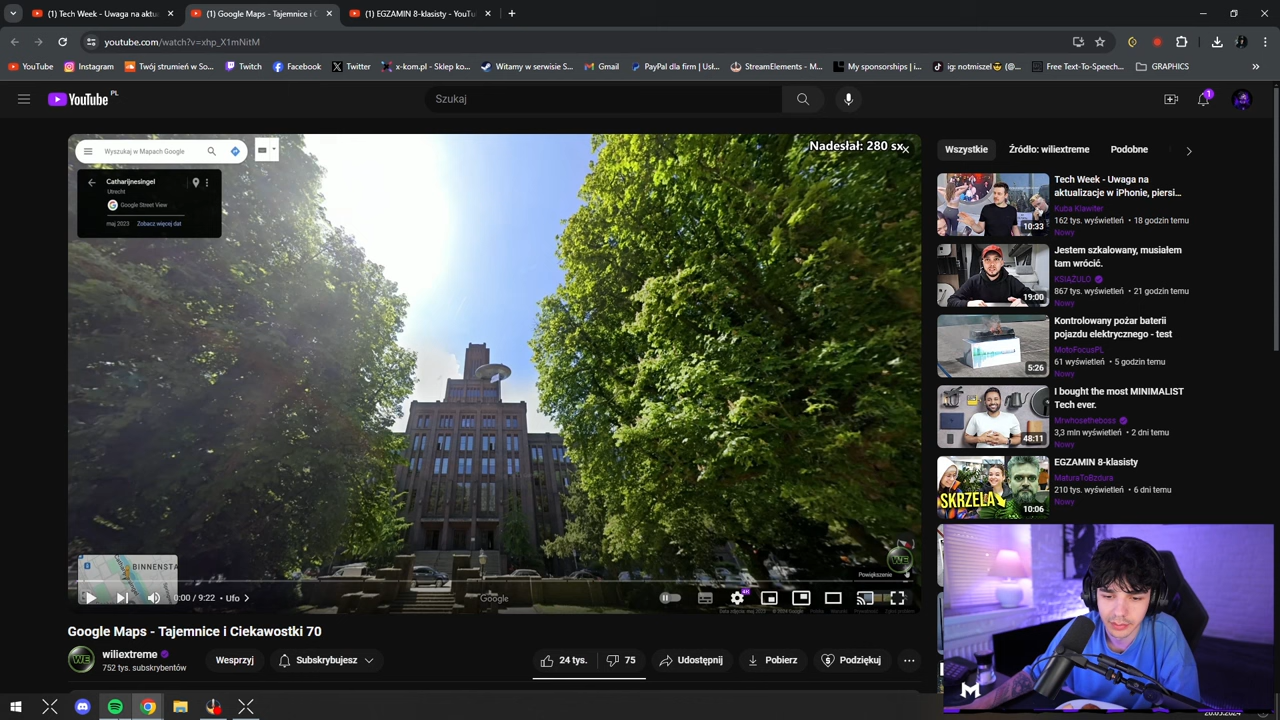 (1) Tech Week - Uwaga na aktu
(1) Google Maps - Tajemnice i C
(1) EGZAMIN 8-klasisty - YouTu
youtube.com/watch?v=xhp_X1mNitM
YouTube
Instagram
Twój strumień w So...
Twitch
Facebook
Twitter
x-kom.pl - Sklep ko...
Witamy w serwisie S...
Gmail
PayPal dla firm | Usł...
StreamElements - M...
My sponsorships | i...
ig: notmiszel😎 (@...
Free Text-To-Speech...
GRAPHICS
YouTube PL
Szukaj
1
Wyszukaj w Mapach Google
Nadesłał: 280 sx
Catharijnesingel
Utrecht
Google Street View
maj 2023
Zobacz więcej dat
BINNENSTA
WE
Powiększenie
0:00 / 9:22 • Ufo
Google
4K
Google Maps - Tajemnice i Ciekawostki 70
wiliextreme
752 tys. subskrybentów
Wesprzyj
Subskrybujesz
24 tys.
75
Udostępnij
Pobierz
Podziękuj
Wszystkie
Źródło: wiliextreme
Podobne
10:33
Tech Week - Uwaga na
aktualizacje w iPhone, piersi...
Kuba Klawiter
162 tys. wyświetleń • 18 godzin temu
Nowy
19:00
Jestem szkalowany, musiałem
tam wrócić.
KSIĄŻULO
867 tys. wyświetleń • 21 godzin temu
Nowy
5:26
Kontrolowany pożar baterii
pojazdu elektrycznego - test
MotoFocusPL
61 wyświetleń • 5 godzin temu
Nowy
48:11
I bought the most MINIMALIST
Tech ever.
Mrwhosetheboss
3,3 mln wyświetleń • 2 dni temu
Nowy
SKRZELA
10:06
EGZAMIN 8-klasisty
MaturaToBzdura
210 tys. wyświetleń • 6 dni temu
Nowy
M